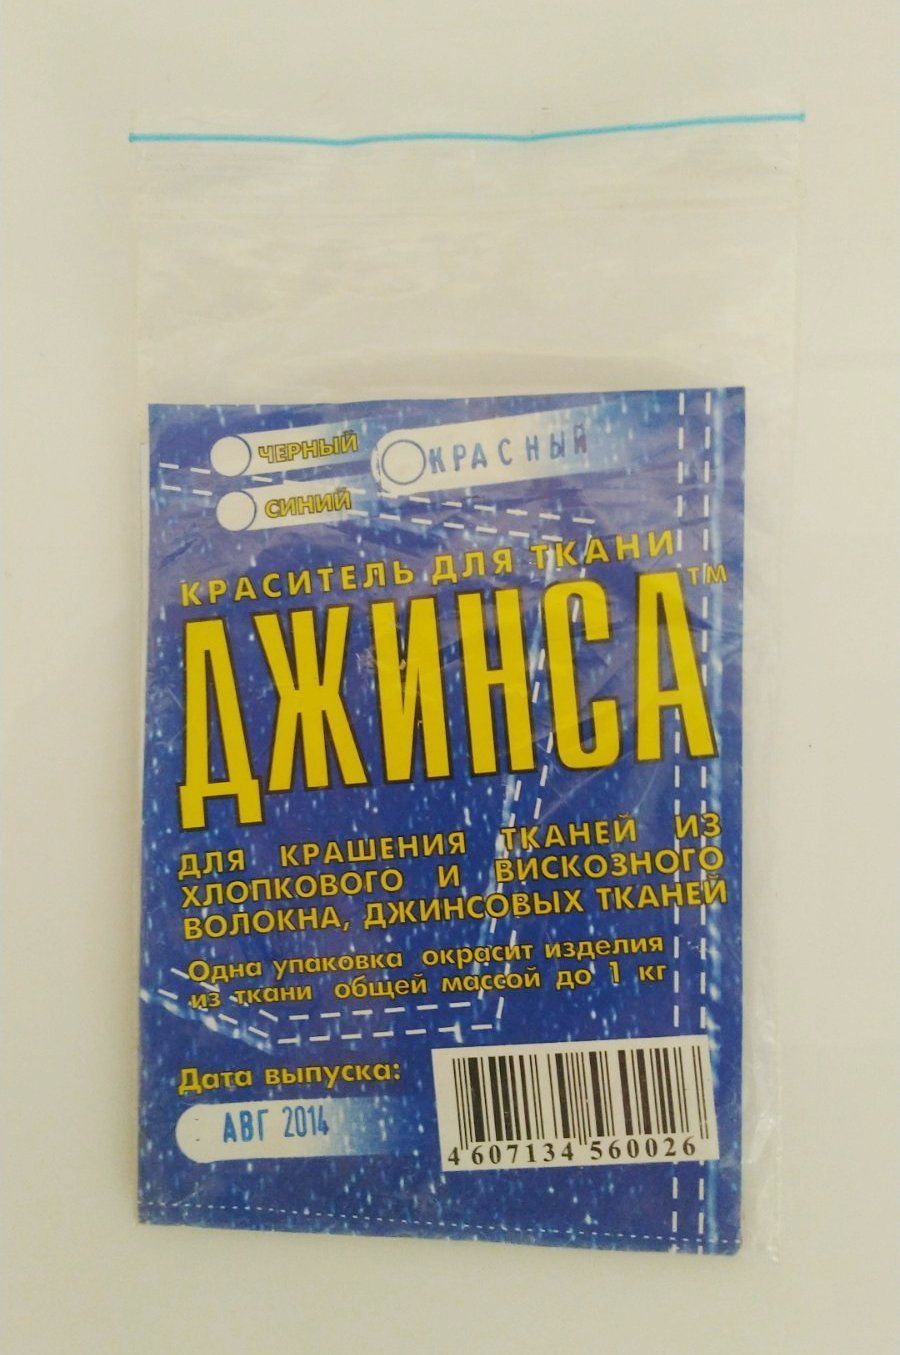 ЧЕРНЫЙ
КРАСНЫЙ
СИНИЙ
КРАСИТЕЛЬ ДЛЯ ТКАНИ
ДЖИНСА™
ДЛЯ КРАШЕНИЯ ТКАНЕЙ ИЗ
ХЛОПКОВОГО И ВИСКОЗНОГО
ВОЛОКНА, ДЖИНСОВЫХ ТКАНЕЙ
Одна упаковка окрасит изделия
из ткани общей массой до 1 кг
Дата выпуска:
АВГ 2014
4 607134 560026